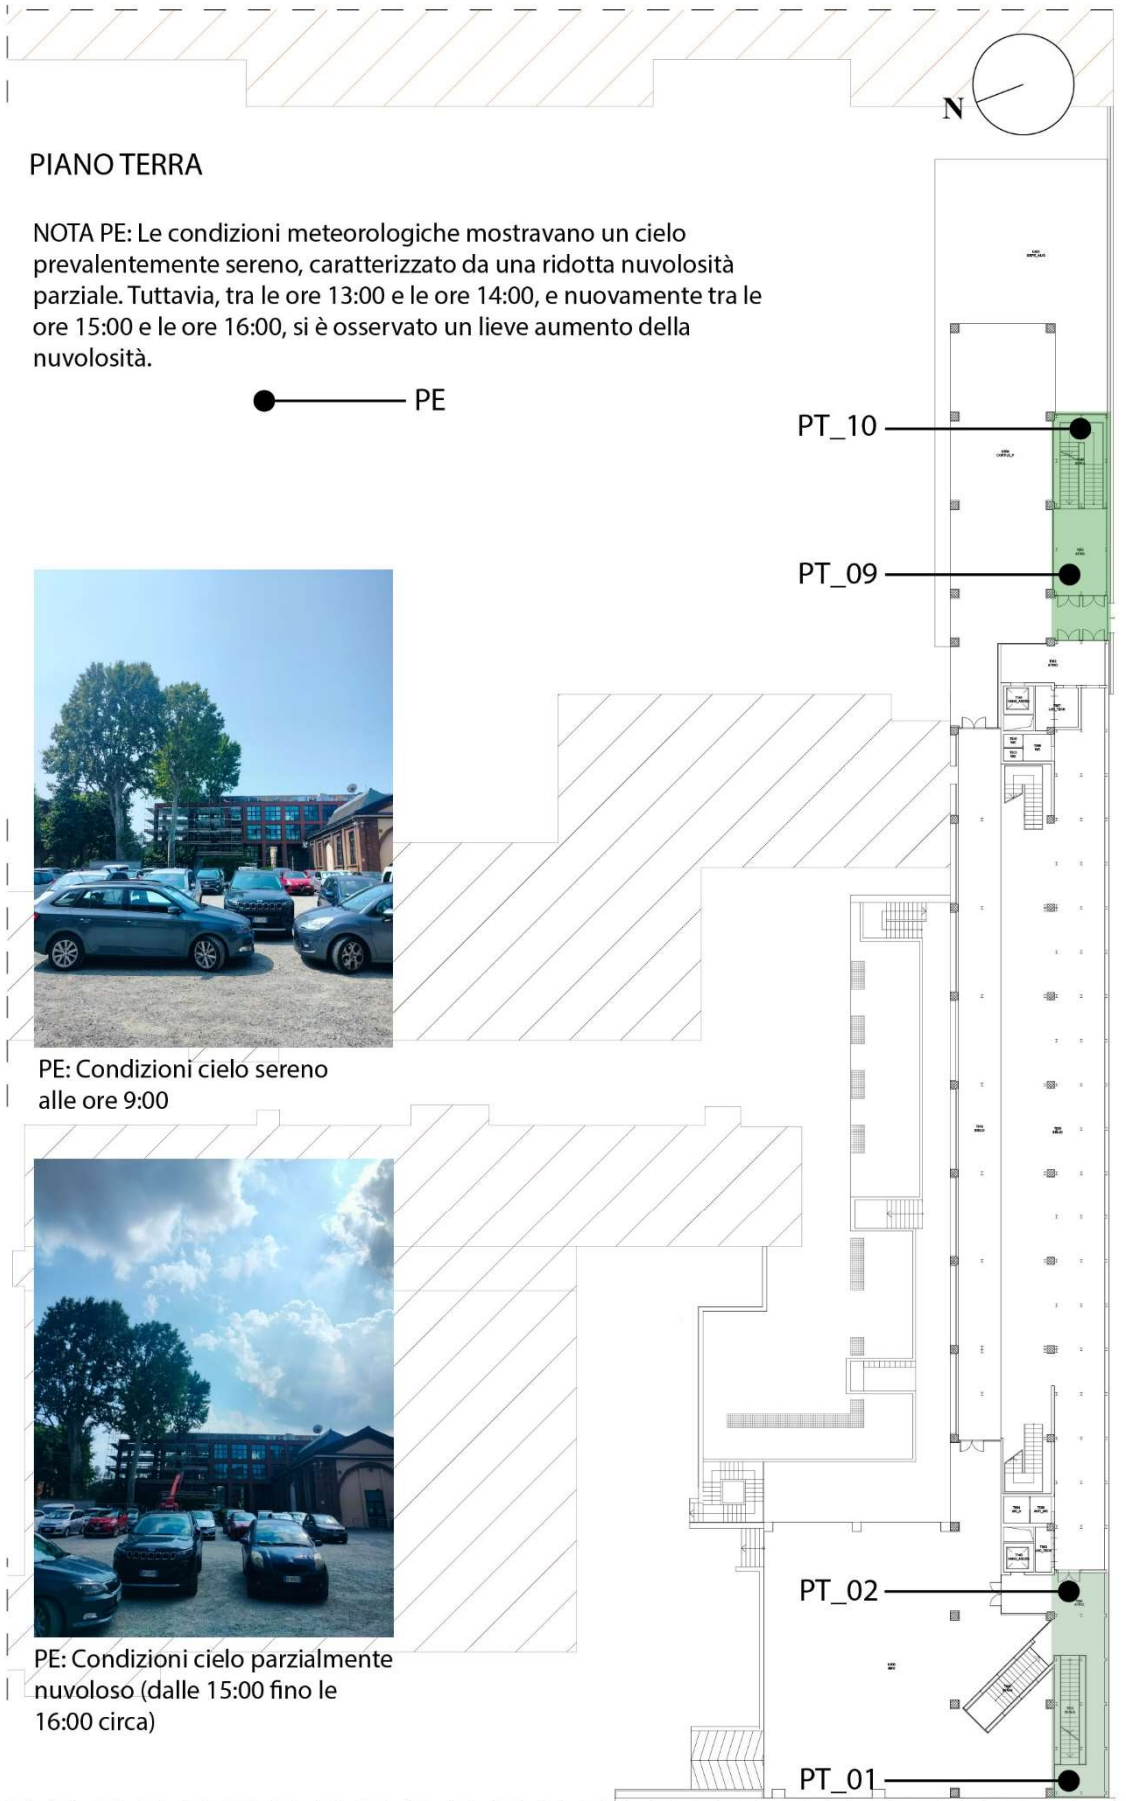 N
PIANO TERRA
NOTA PE: Le condizioni meteorologiche mostravano un cielo
prevalentemente sereno, caratterizzato da una ridotta nuvolosità
parziale. Tuttavia, tra le ore 13:00 e le ore 14:00, e nuovamente tra le
ore 15:00 e le ore 16:00, si è osservato un lieve aumento della
nuvolosità.
PE
PT_10
PT_09
PE: Condizioni cielo sereno
alle ore 9:00
PT_02
PE: Condizioni cielo parzialmente
nuvoloso (dalle 15:00 fino le
16:00 circa)
PT_01